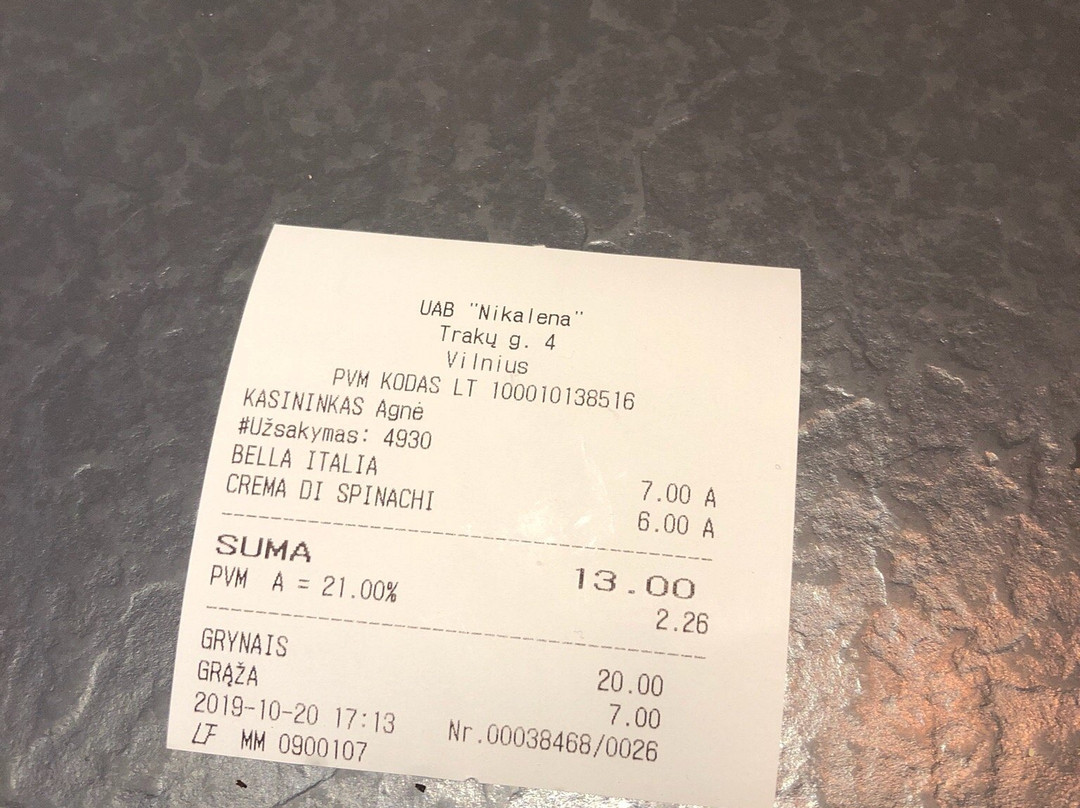 UAB "Nikalena"
Trakų g. 4
Vilnius
PVM KODAS LT 100010138516
KASININKAS Agnė
#Užsakymas: 4930
BELLA ITALIA 7.00 A
CREMA DI SPINACHI 6.00 A
SUMA 13.00
PVM A = 21.00% 2.26
GRYNAIS 20.00
GRĄŽA 7.00
2019-10-20 17:13 Nr.00038468/0026
LF MM 0900107